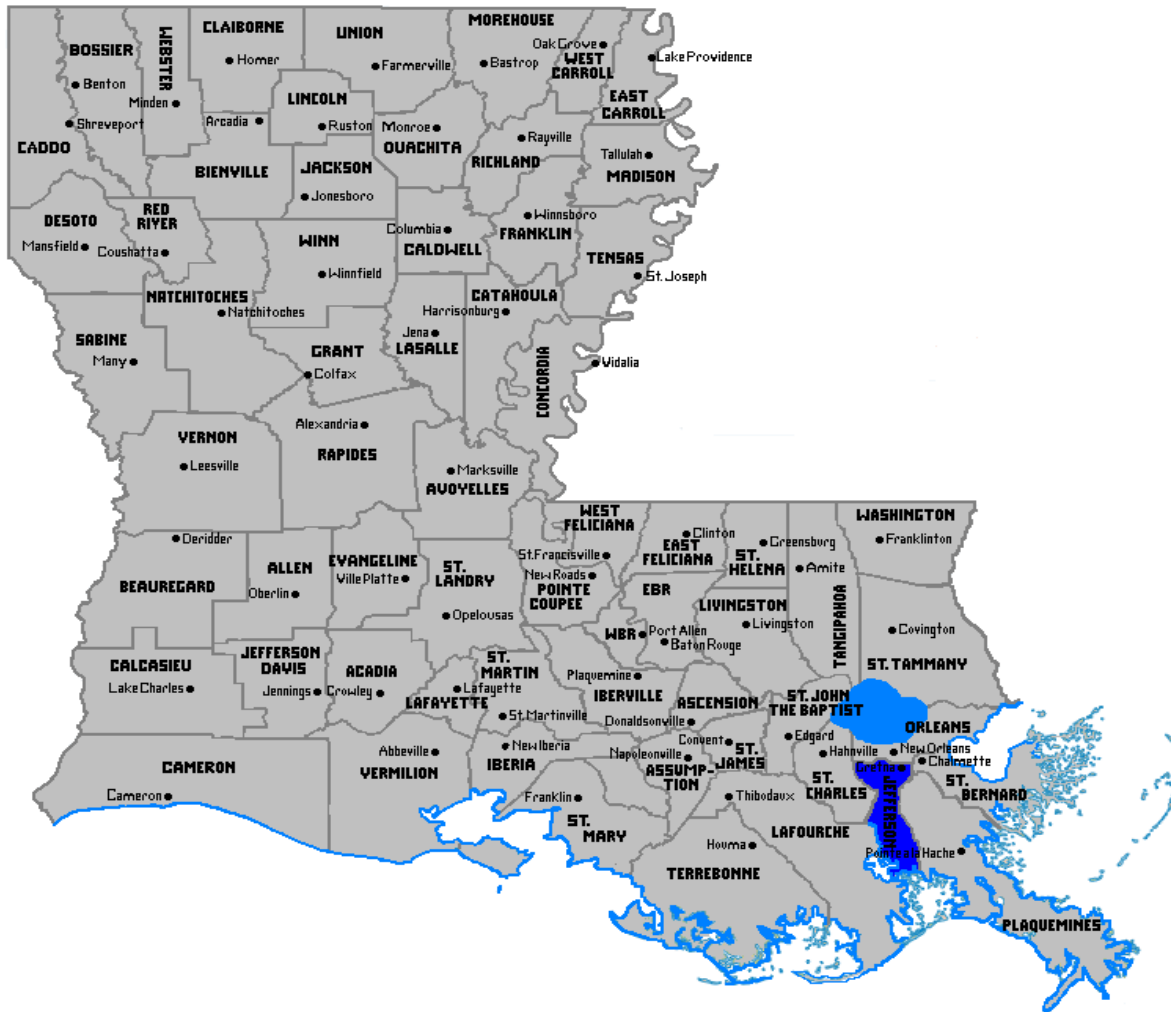 MOREHOUSE
CLAIBORNE
UNION
BOSSIER
WEBSTER
Oak Grove
WEST
CARROLL
Lake Providence
Homer
Farmerville
Bastrop
Benton
EAST
CARROLL
LINCOLN
Minden
Shreveport
Arcadia
Ruston
Monroe
OUACHITA
Rayville
RICHLAND
CADDO
Tallulah
MADISON
BIENVILLE
JACKSON
Jonesboro
DESOTO
RED
RIVER
Winnsboro
FRANKLIN
Columbia
CALDWELL
WINN
Mansfield
Coushatta
TENSAS
Winnfield
St. Joseph
NATCHITOCHES
Natchitoches
CATAHOULA
Harrisonburg
SABINE
Many
GRANT
Colfax
Jena
LASALLE
CONCORDIA
Vidalia
VERNON
Leesville
Alexandria
RAPIDES
Marksville
AVOYELLES
WEST
FELICIANA
St. Francisville
Clinton
EAST
FELICIANA
Greensburg
ST.
HELENA
WASHINGTON
Franklinton
Deridder
BEAUREGARD
ALLEN
Oberlin
EVANGELINE
Ville Platte
ST.
LANDRY
Opelousas
New Roads
POINTE
COUPEE
EBR
Amite
TANGIPAHOA
LIVINGSTON
Livingston
WBR
Port Allen
Baton Rouge
Covington
ST. TAMMANY
CALCASIEU
Lake Charles
JEFFERSON
DAVIS
Jennings
ACADIA
Crowley
ST.
MARTIN
Lafayette
LAFAYETTE
St. Martinville
Plaquemine
IBERVILLE
ASCENSION
Donaldsonville
ST. JOHN
THE BAPTIST
Edgard
ORLEANS
New Orleans
Chalmette
Hahnville
Convent
ST.
JAMES
Napoleonville
ASSUMP-
TION
CAMERON
Cameron
Abbeville
VERMILION
New Iberia
IBERIA
Franklin
ST.
MARY
Thibodaux
ST.
CHARLES
Gretna
JEFFERSON
ST.
BERNARD
LAFOURCHE
Houma
TERREBONNE
Pointe a la Hache
PLAQUEMINES